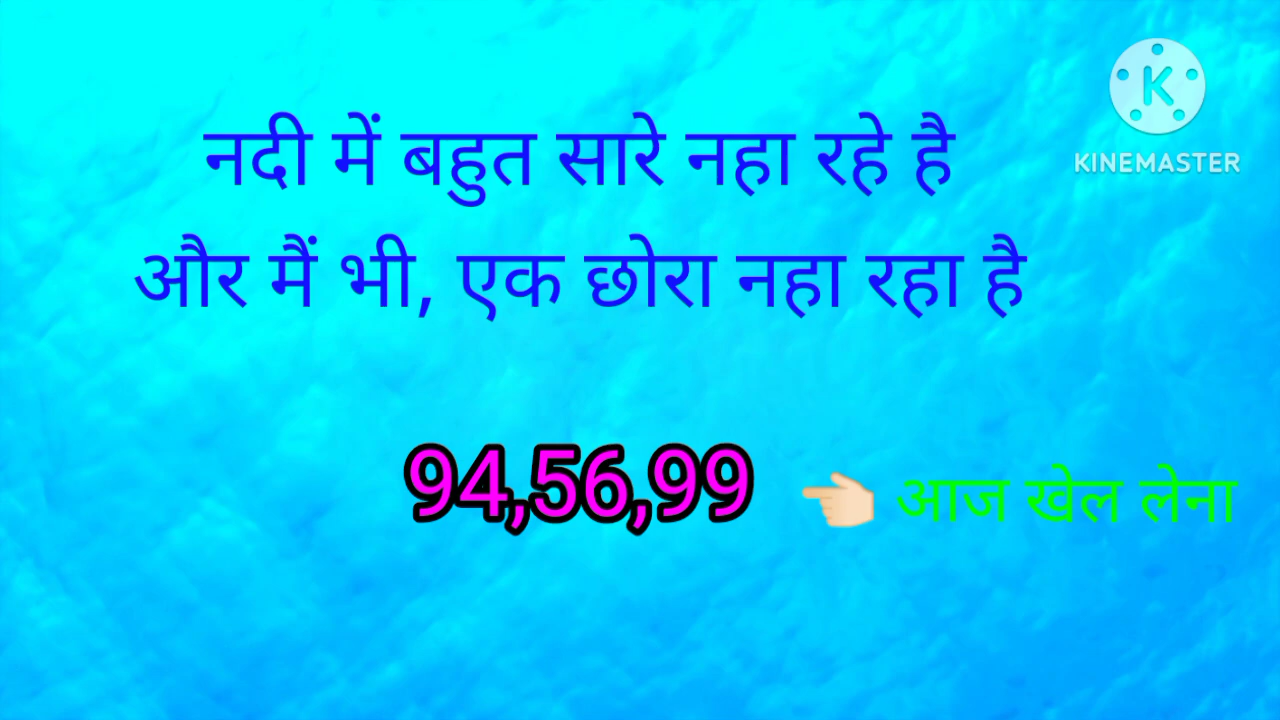 K
KINEMASTER
नदी में बहुत सारे नहा रहे है
और मैं भी, एक छोरा नहा रहा है
94,56,99 आज खेल लेना